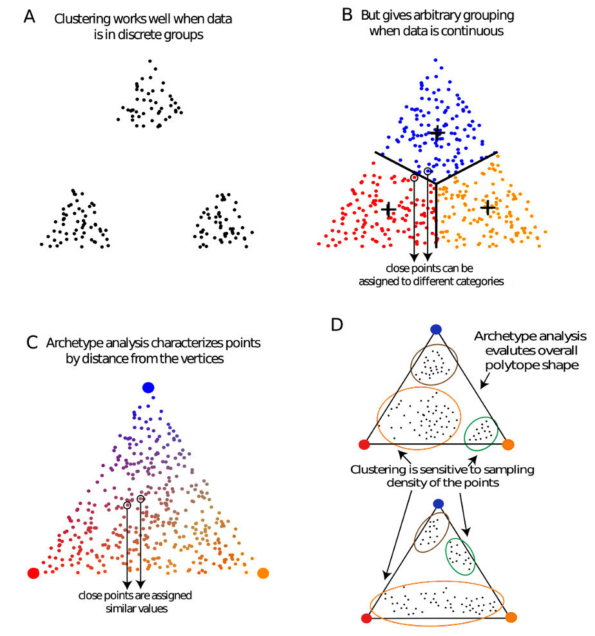 A
Clustering works well when data
is in discrete groups
B
But gives arbitrary grouping
when data is continuous
close points can be
assigned to different categories
C
Archetype analysis characterizes points
by distance from the vertices
close points are assigned
similar values
D
Archetype analysis
evalutes overall
polytope shape
Clustering is sensitive to sampling
density of the points